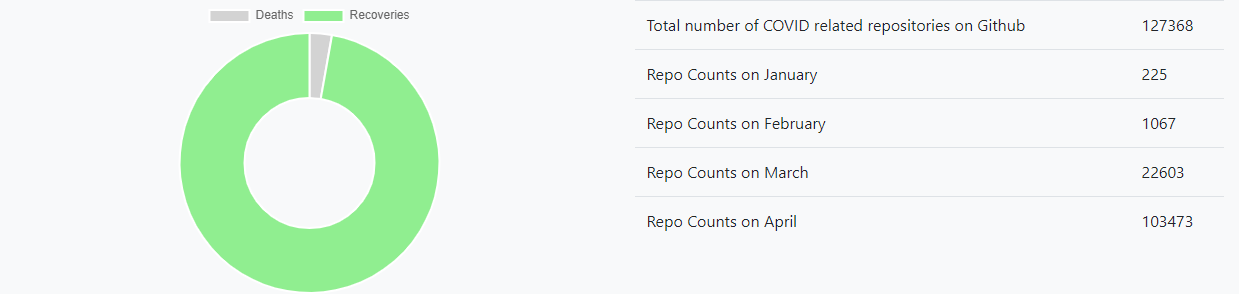 Deaths Recoveries
Total number of COVID related repositories on Github 127368
Repo Counts on January 225
Repo Counts on February 1067
Repo Counts on March 22603
Repo Counts on April 103473